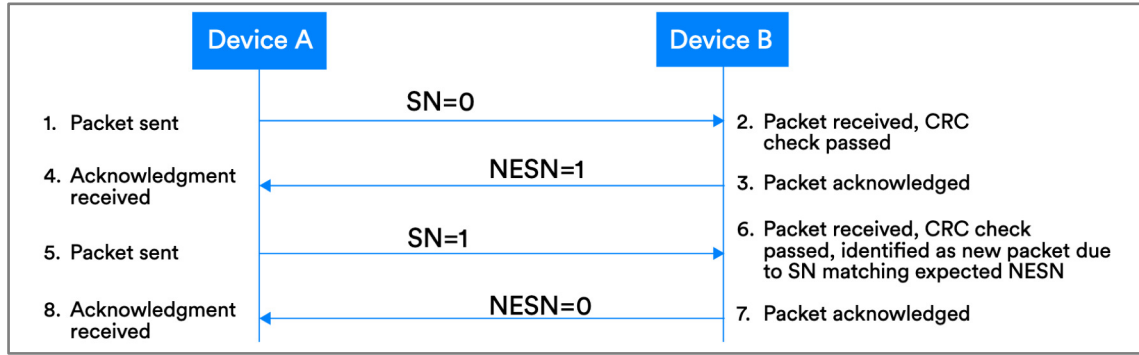 Device A
Device B
SN=0
1. Packet sent
2. Packet received, CRC
check passed
NESN=1
4. Acknowledgment
received
3. Packet acknowledged
SN=1
5. Packet sent
6. Packet received, CRC check
passed, identified as new packet due
to SN matching expected NESN
NESN=0
8. Acknowledgment
received
7. Packet acknowledged